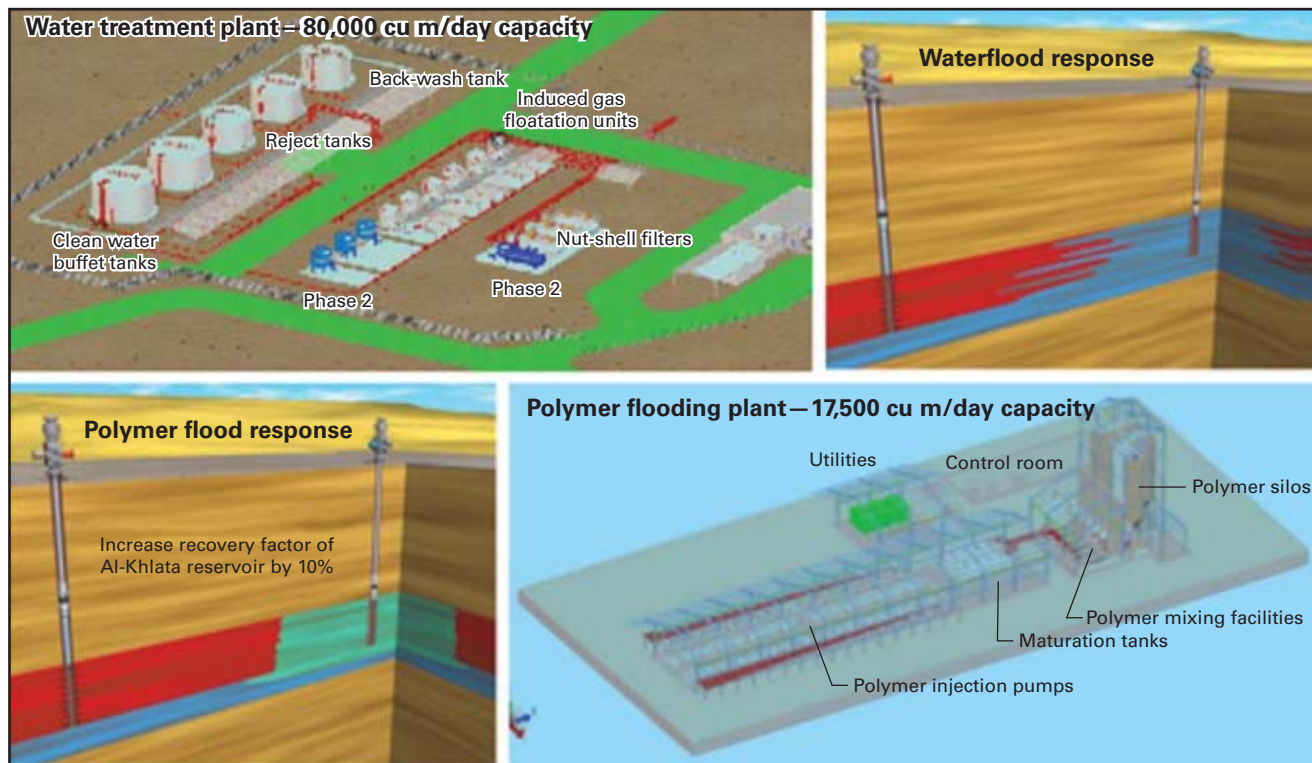 Water treatment plant – 80,000 cu m/day capacity
Back-wash tank
Induced gas
floatation units
Reject tanks
Clean water
buffet tanks
Nut-shell filters
Phase 2
Phase 2
Waterflood response
Polymer flood response
Increase recovery factor of
Al-Khlata reservoir by 10%
Polymer flooding plant — 17,500 cu m/day capacity
Utilities
Control room
Polymer silos
Polymer mixing facilities
Maturation tanks
Polymer injection pumps